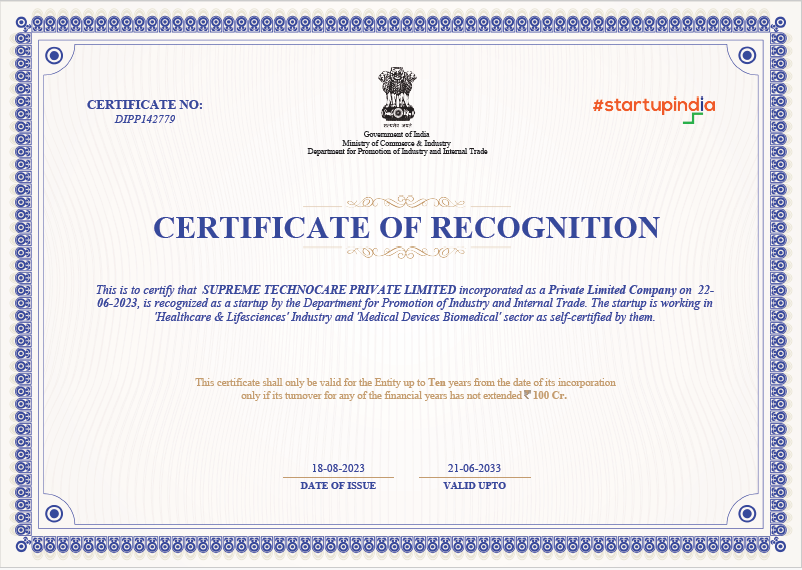 CERTIFICATE NO:
DIPP142779
सत्यमेव जयते
#startupindia
Government of India
Ministry of Commerce & Industry
Department for Promotion of Industry and Internal Trade
CERTIFICATE OF RECOGNITION
This is to certify that SUPREME TECHNOCARE PRIVATE LIMITED incorporated as a Private Limited Company on 22-
06-2023, is recognized as a startup by the Department for Promotion of Industry and Internal Trade. The startup is working in
'Healthcare & Lifesciences' Industry and 'Medical Devices Biomedical' sector as self-certified by them.
This certificate shall only be valid for the Entity up to Ten years from the date of its incorporation
only if its turnover for any of the financial years has not extended ₹ 100 Cr.
18-08-2023
DATE OF ISSUE
21-06-2033
VALID UPTO